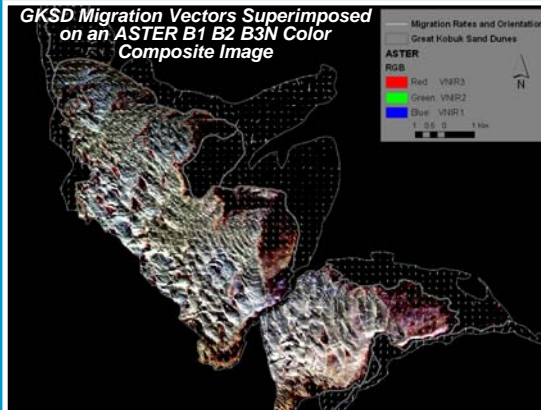 GKSD Migration Vectors Superimposed
on an ASTER B1 B2 B3N Color
Composite Image
Migration Rates and Orientation
Great Kobuk Sand Dunes
ASTER
RGB
Red: VNIR3
Green: VNIR2
Blue: VNIR1
N
1 0.5 0 1 Km